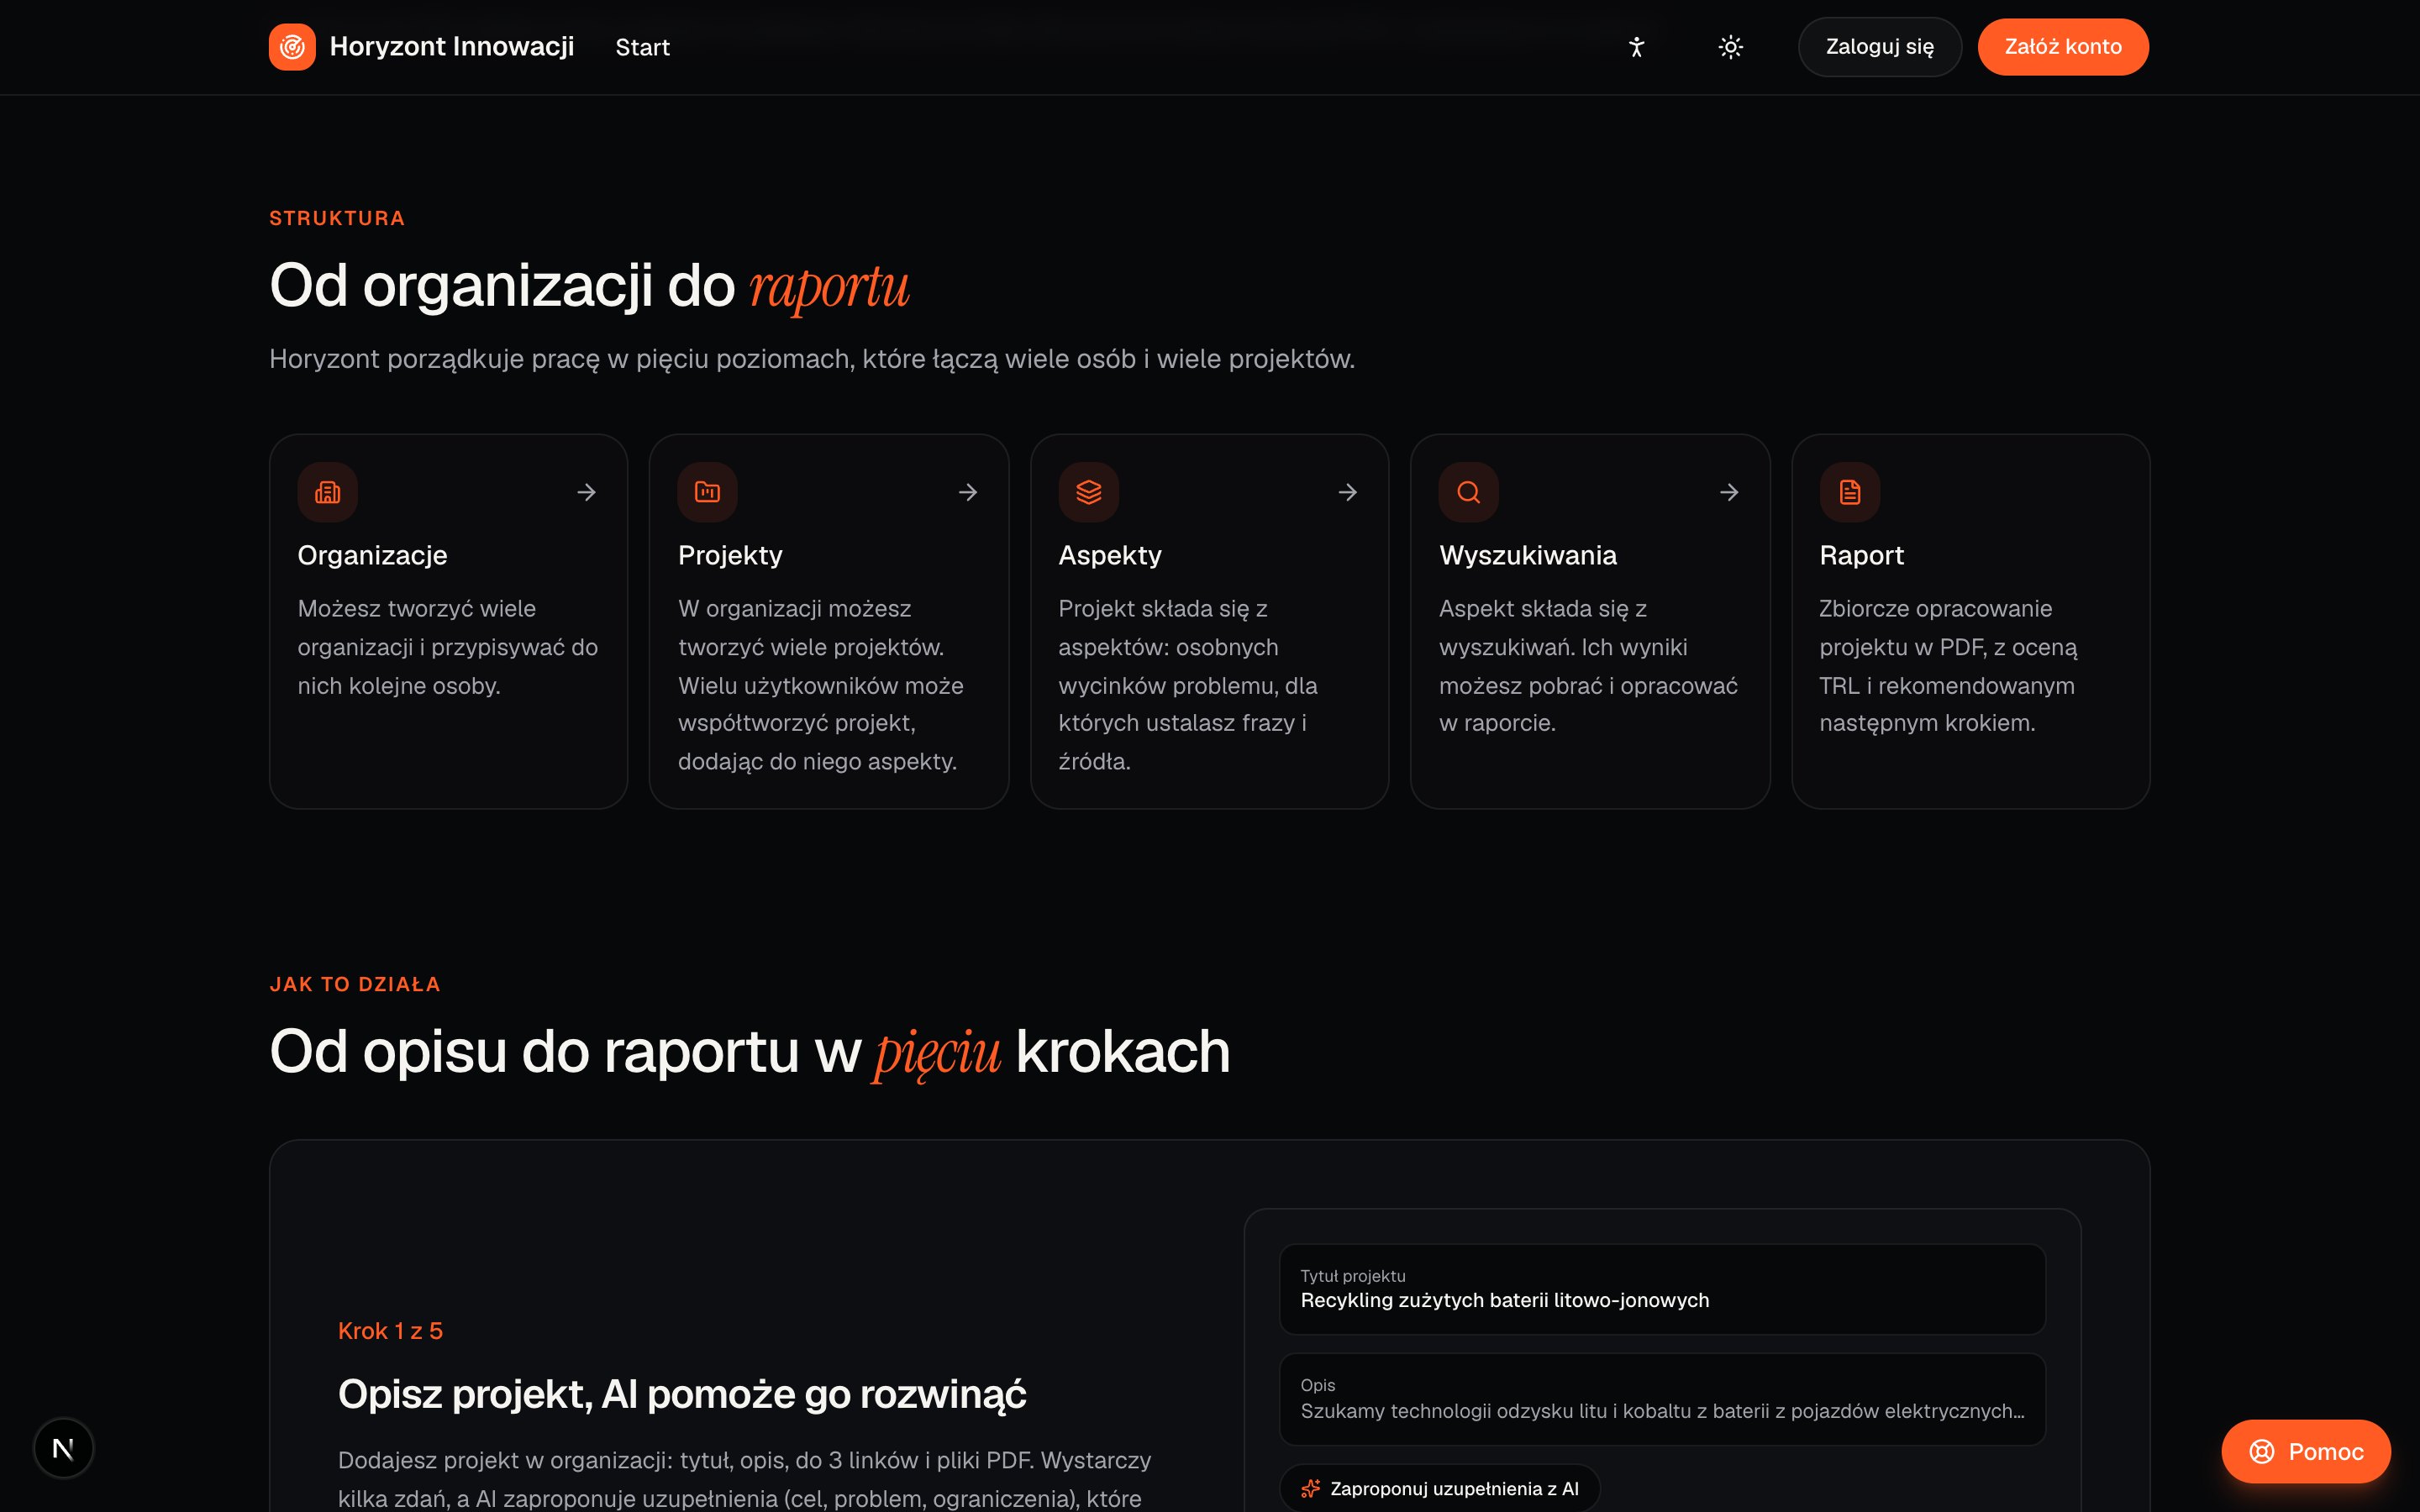 Horyzont Innowacji
Start
Zaloguj się
Załóż konto
STRUKTURA
Od organizacji do raportu
Horyzont porządkuje pracę w pięciu poziomach, które łączą wiele osób i wiele projektów.
Organizacje
Możesz tworzyć wiele
organizacji i przypisywać do
nich kolejne osoby.
Projekty
W organizacji możesz
tworzyć wiele projektów.
Wielu użytkowników może
współtworzyć projekt,
dodając do niego aspekty.
Aspekty
Projekt składa się z
aspektów: osobnych
wycinków problemu, dla
których ustalasz frazy i
źródła.
Wyszukiwania
Aspekt składa się z
wyszukiwań. Ich wyniki
możesz pobrać i opracować
w raporcie.
Raport
Zbiorcze opracowanie
projektu w PDF, z oceną
TRL i rekomendowanym
następnym krokiem.
JAK TO DZIAŁA
Od opisu do raportu w pięciu krokach
Krok 1 z 5
Opisz projekt, AI pomoże go rozwinąć
Dodajesz projekt w organizacji: tytuł, opis, do 3 linków i pliki PDF. Wystarczy
kilka zdań, a AI zaproponuje uzupełnienia (cel, problem, ograniczenia), które
Tytuł projektu
Recykling zużytych baterii litowo-jonowych
Opis
Szukamy technologii odzysku litu i kobaltu z baterii z pojazdów elektrycznych...
Zaproponuj uzupełnienia z AI
N
Pomoc